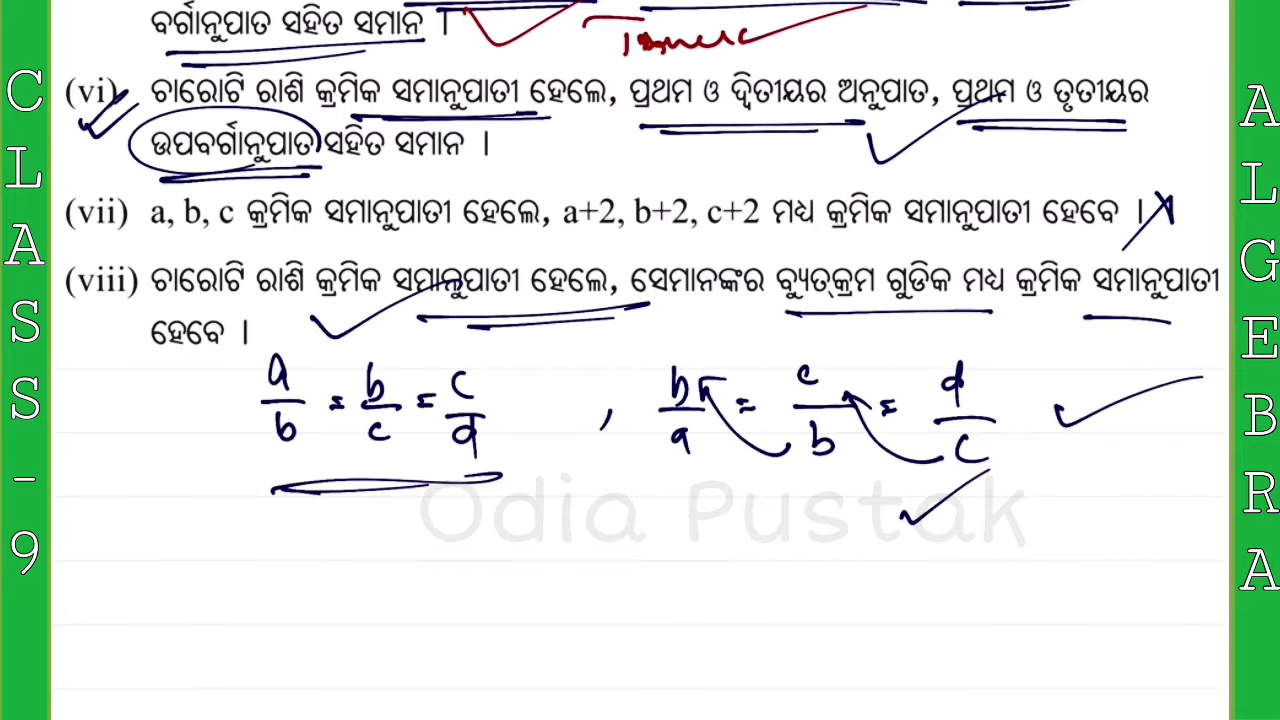 ବର୍ଗାନୁପାତ ସହିତ ସମାନ ।
(vi) ଚାରୋଟି ରାଶି କ୍ରମିକ ସମାନୁପାତୀ ହେଲେ, ପ୍ରଥମ ଓ ଦ୍ୱିତୀୟର ଅନୁପାତ, ପ୍ରଥମ ଓ ତୃତୀୟର
ଉପବର୍ଗାନୁପାତ ସହିତ ସମାନ ।
(vii) a, b, c କ୍ରମିକ ସମାନୁପାତୀ ହେଲେ, a+2, b+2, c+2 ମଧ୍ୟ କ୍ରମିକ ସମାନୁପାତୀ ହେବେ ।
(viii) ଚାରୋଟି ରାଶି କ୍ରମିକ ସମାନୁପାତୀ ହେଲେ, ସେମାନଙ୍କର ବ୍ୟୁତ୍‌କ୍ରମ ଗୁଡିକ ମଧ୍ୟ କ୍ରମିକ ସମାନୁପାତୀ
ହେବେ ।
a/b = b/c = c/d , b/a = c/b = d/c
Odia Pustak
CLASS-9
ALGEBRA